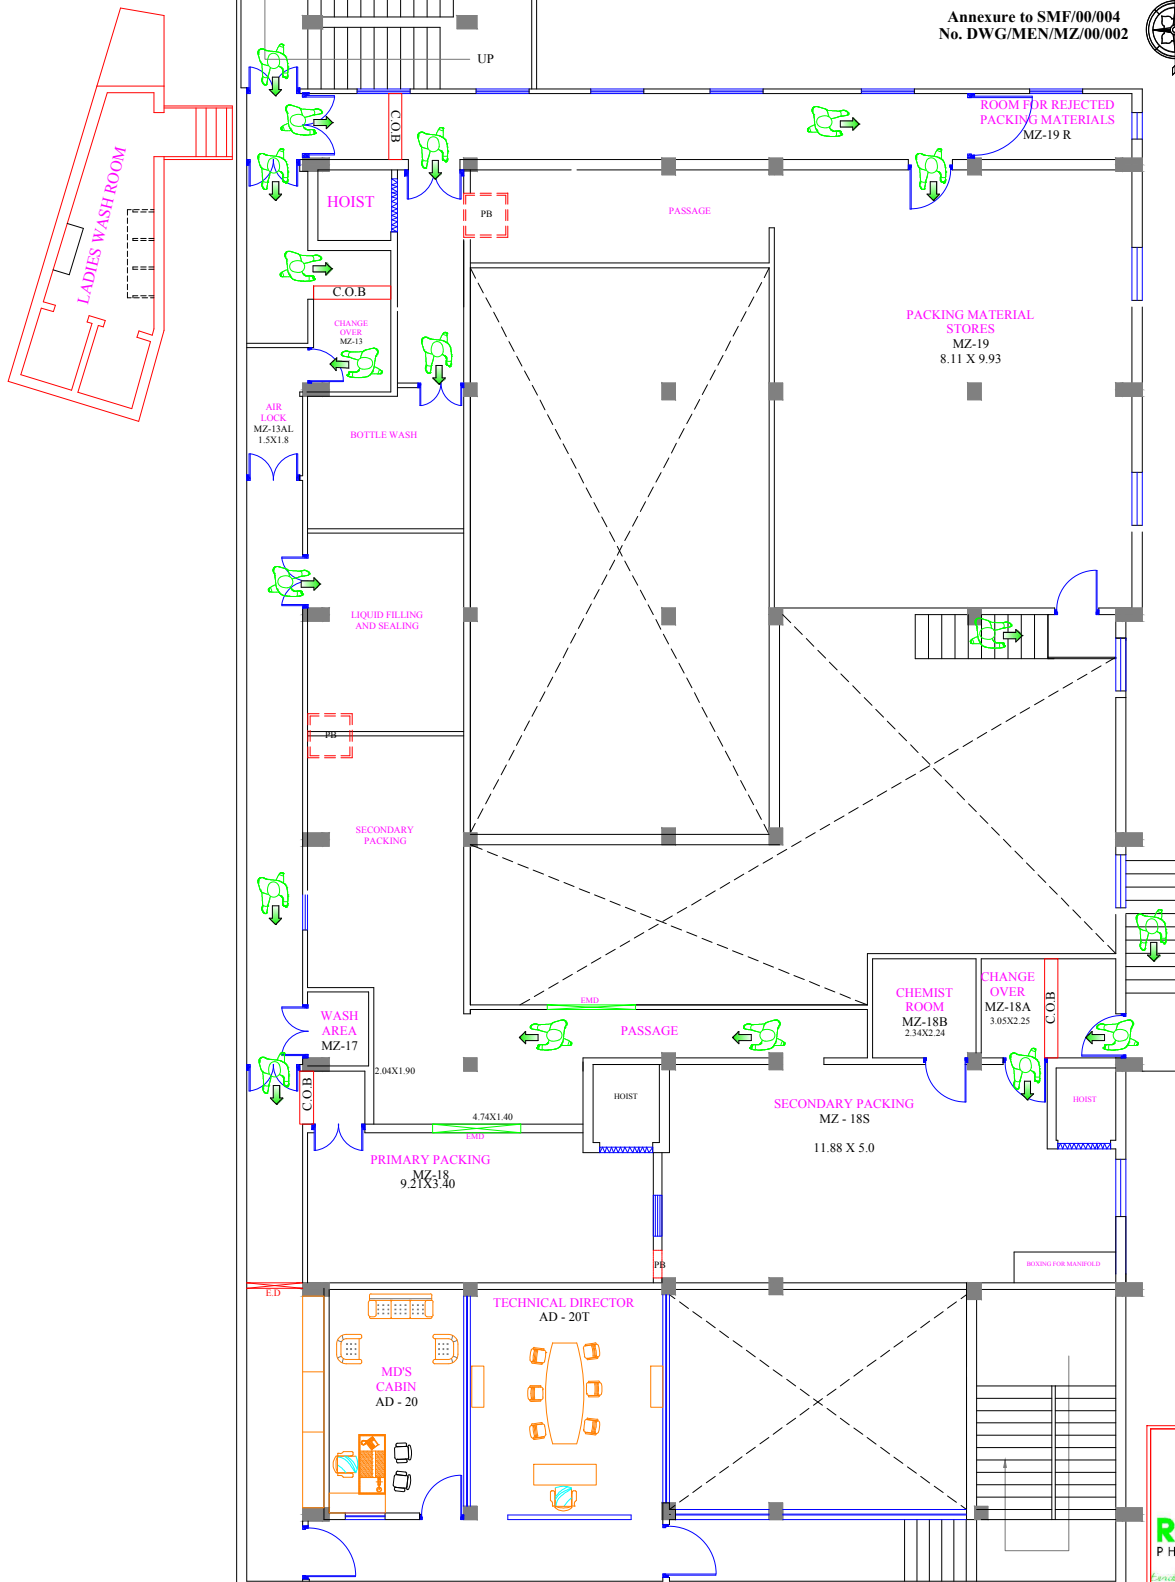 Annexure to SMF/00/004
No. DWG/MEN/MZ/00/002
UP
C.O.B
ROOM FOR REJECTED
PACKING MATERIALS
MZ-19 R
LADIES WASH ROOM
HOIST
PB
PASSAGE
C.O.B
CHANGE
OVER
MZ-13
PACKING MATERIAL
STORES
MZ-19
8.11 X 9.93
AIR
LOCK
MZ-13AL
1.5X1.8
BOTTLE WASH
LIQUID FILLING
AND SEALING
PB
SECONDARY
PACKING
EMD
PASSAGE
CHEMIST
ROOM
MZ-18B
2.34X2.24
CHANGE
OVER
MZ-18A
3.05X2.25
C.O.B
WASH
AREA
MZ-17
2.04X1.90
C.O.B
HOIST
HOIST
4.74X1.40
EMD
SECONDARY PACKING
MZ - 18S
11.88 X 5.0
PRIMARY PACKING
MZ-18
9.21X3.40
PB
BOXING FOR MANIFOLD
E.D
TECHNICAL DIRECTOR
AD - 20T
MD'S
CABIN
AD - 20
R
P H